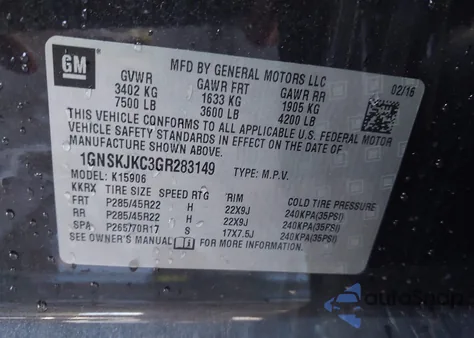 GM
MFD BY GENERAL MOTORS LLC
GVWR GAWR FRT GAWR RR 02/16
3402 KG 1633 KG 1905 KG
7500 LB 3600 LB 4200 LB
THIS VEHICLE CONFORMS TO ALL APPLICABLE U.S. FEDERAL MOTOR
VEHICLE SAFETY STANDARDS IN EFFECT ON THE DATE OF
MANUFACTURE SHOWN ABOVE.
1GNSKJKC3GR283149 TYPE: M.P.V.
MODEL: K15906
KKRX TIRE SIZE SPEED RTG RIM COLD TIRE PRESSURE
FRT P285/45R22 H 22X9J 240KPA(35PSI)
RR P285/45R22 H 22X9J 240KPA(35PSI)
SPA P265/70R17 S 17X7.5J 240KPA(35PSI)
SEE OWNER'S MANUAL FOR MORE INFORMATION.
autosnap